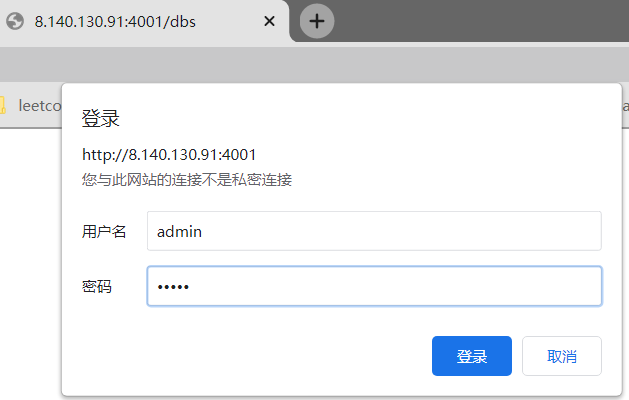 8.140.130.91:4001/dbs
leetco
登录
http://8.140.130.91:4001
您与此网站的连接不是私密连接
用户名 admin
密码 •••••
登录 取消